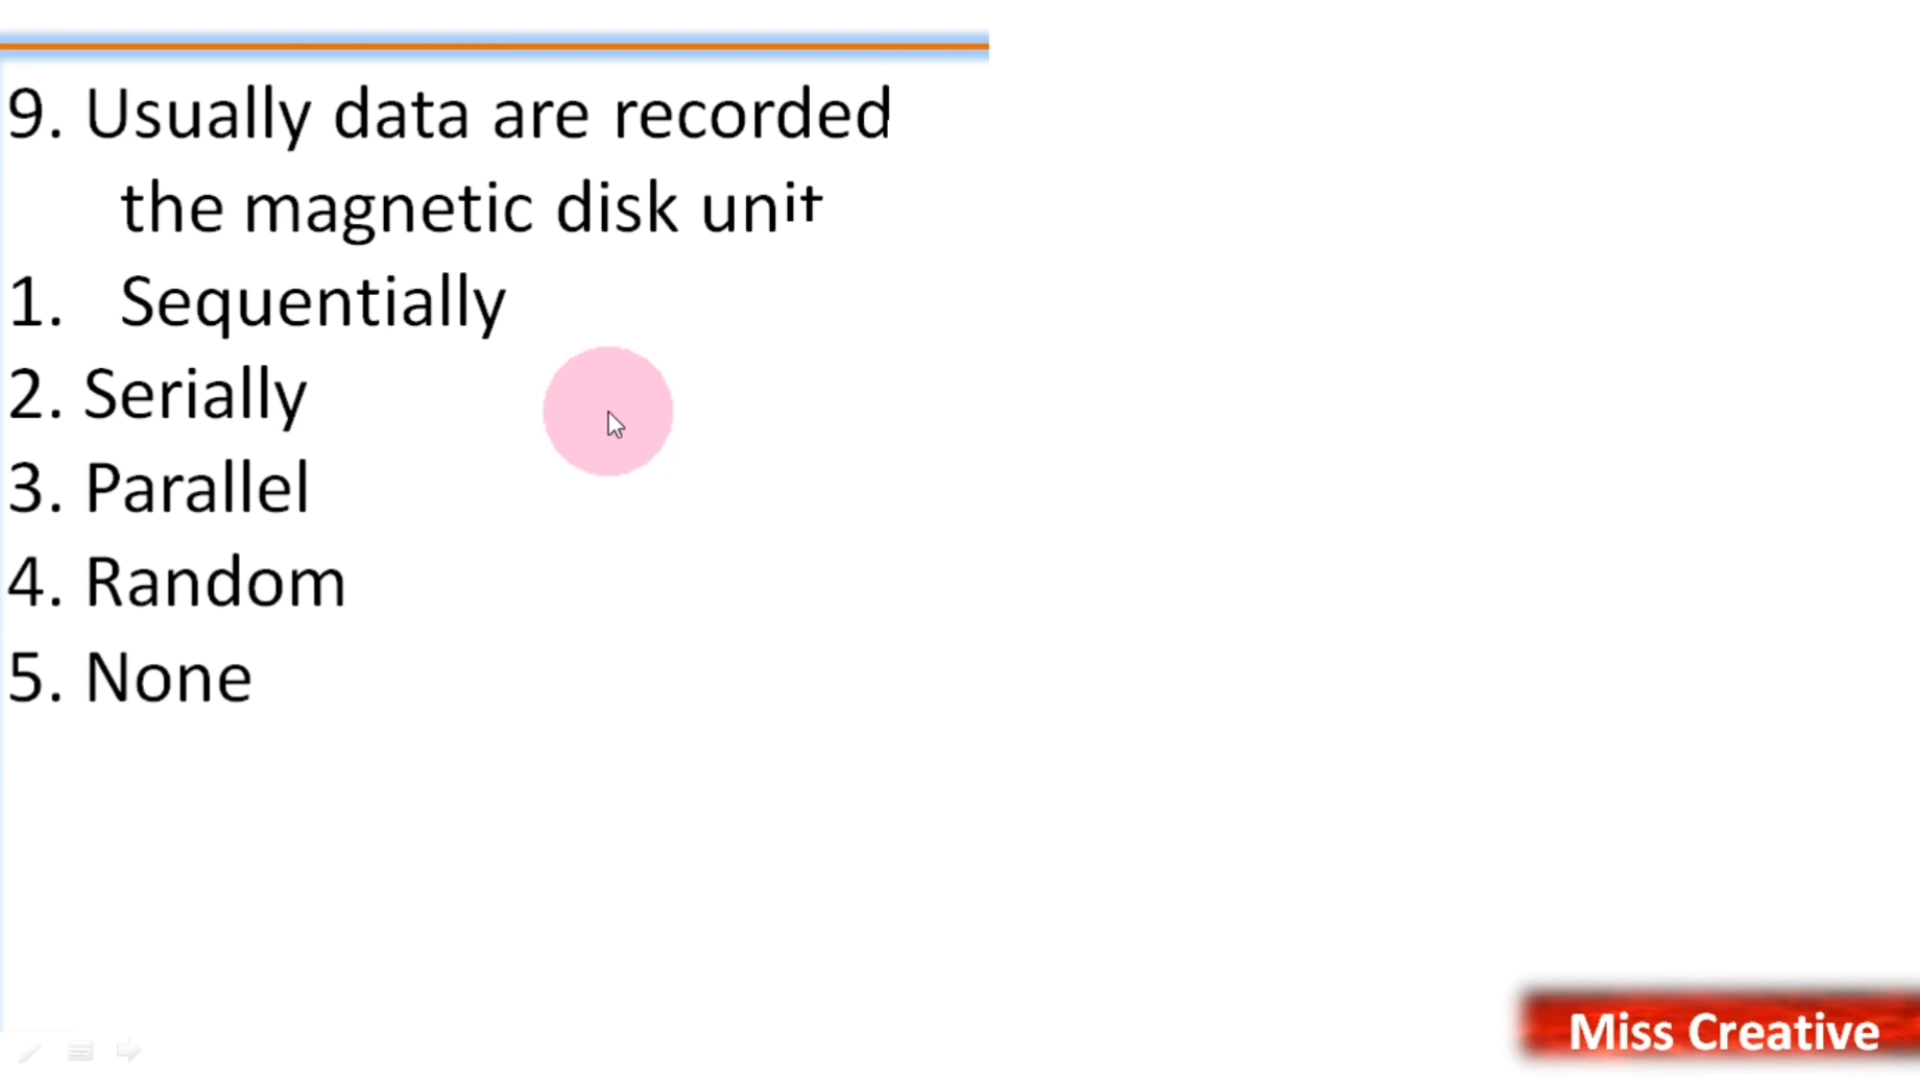 9. Usually data are recorded
the magnetic disk unit
1. Sequentially
2. Serially
3. Parallel
4. Random
5. None
Miss Creative